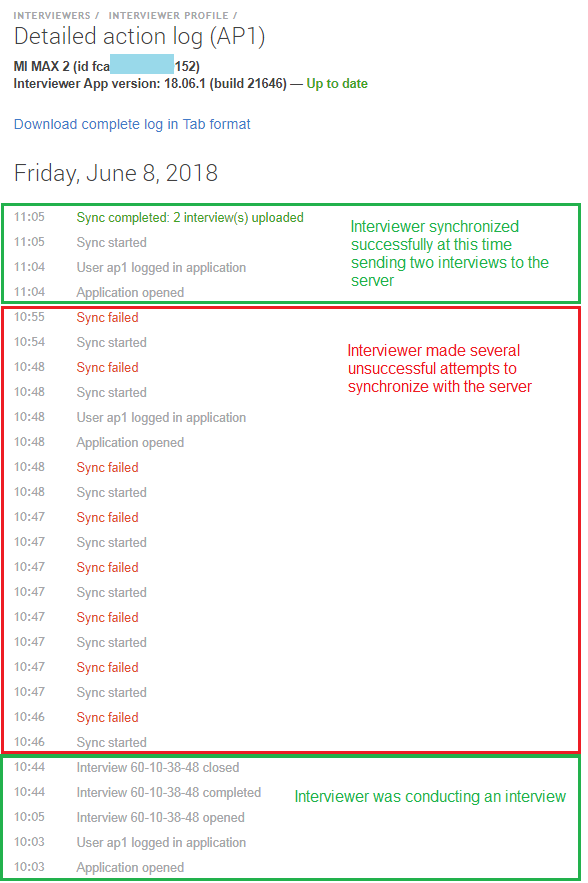 INTERVIEWERS / INTERVIEWER PROFILE /
Detailed action log (AP1)
MI MAX 2 (id fca 152)
Interviewer App version: 18.06.1 (build 21646) — Up to date
Download complete log in Tab format
Friday, June 8, 2018
11:05 Sync completed: 2 interview(s) uploaded
11:05 Sync started
11:04 User ap1 logged in application
11:04 Application opened
Interviewer synchronized
successfully at this time
sending two interviews to the
server
10:55 Sync failed
10:54 Sync started
10:48 Sync failed
10:48 Sync started
10:48 User ap1 logged in application
10:48 Application opened
10:48 Sync failed
10:48 Sync started
10:47 Sync failed
10:47 Sync started
10:47 Sync failed
10:47 Sync started
10:47 Sync failed
10:47 Sync started
10:47 Sync failed
10:47 Sync started
10:46 Sync failed
10:46 Sync started
Interviewer made several
unsuccessful attempts to
synchronize with the server
10:44 Interview 60-10-38-48 closed
10:44 Interview 60-10-38-48 completed
10:05 Interview 60-10-38-48 opened
10:03 User ap1 logged in application
10:03 Application opened
Interviewer was conducting an interview